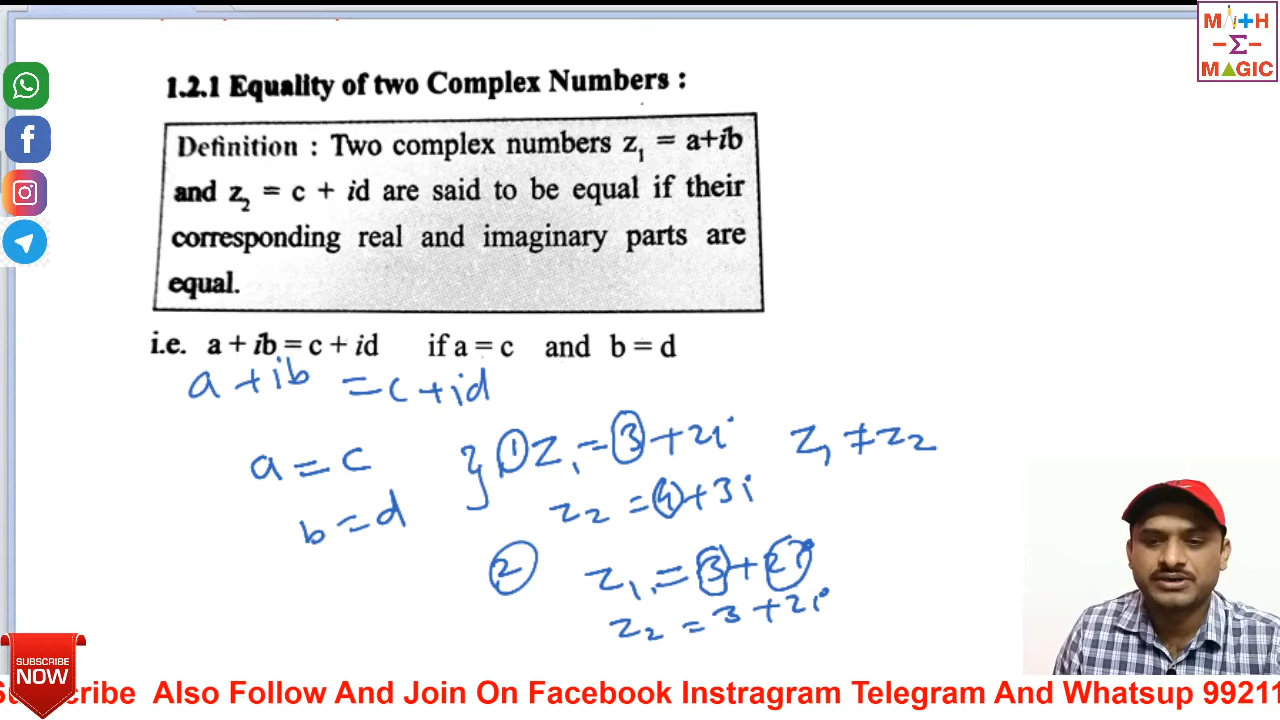 M A + H
- Σ -
MAGIC
1.2.1 Equality of two Complex Numbers :
Definition : Two complex numbers z₁ = a+ib
and z₂ = c + id are said to be equal if their
corresponding real and imaginary parts are
equal.
i.e. a + ib = c + id if a = c and b = d
a + ib = c + id
a = c } ① z₁ = 3 + 2i z₁ ≠ z₂
b = d z₂ = 4 + 3i
② z₁ = 3 + 2i
z₂ = 3 + 2i
SUBSCRIBE
NOW
Subscribe Also Follow And Join On Facebook Instragram Telegram And Whatsup 99211